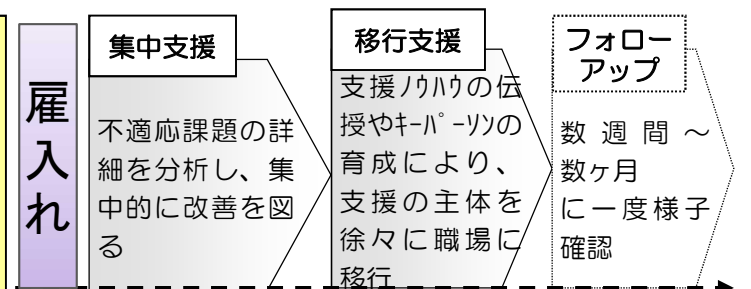 雇入れ
集中支援
不適応課題の詳
細を分析し、集
中的に改善を図
る
移行支援
支援ﾉｳﾊｳの伝
授やｷｰﾊﾟｰｿﾝの
育成により、
支援の主体を
徐々に職場に
移行
フォロー
アップ
数週間～
数ヶ月
に一度様子
確認